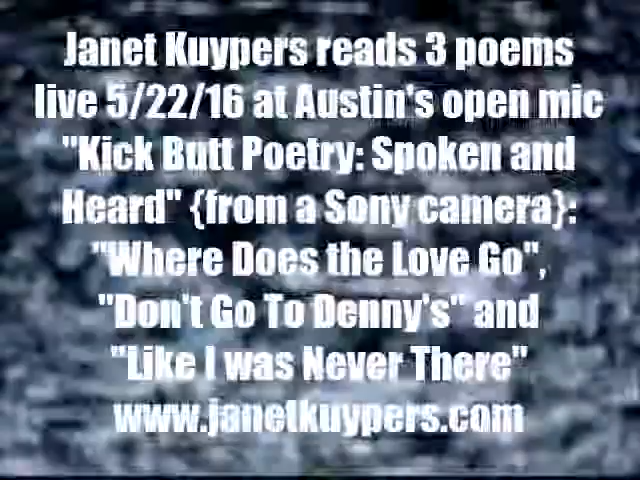 Janet Kuypers reads 3 poems
live 5/22/16 at Austin's open mic
"Kick Butt Poetry: Spoken and
Heard" {from a Sony camera}:
"Where Does the Love Go",
"Don't Go To Denny's" and
"Like I was Never There"
www.janetkuypers.com